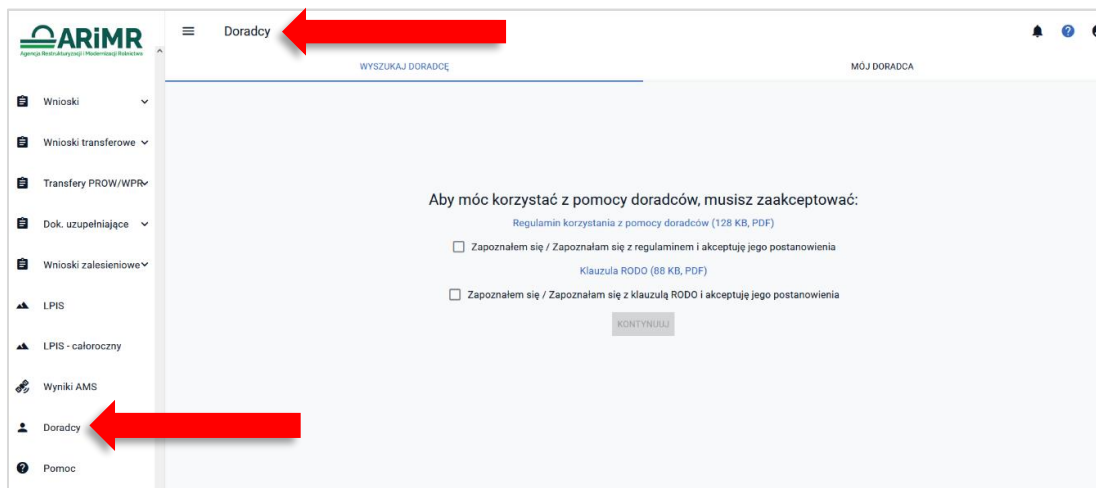 ARiMR
Agencja Restrukturyzacji i Modernizacji Rolnictwa
Doradcy
WYSZUKAJ DORADCĘ
MÓJ DORADCA
Wnioski
Wnioski transferowe
Transfery PROW/WPR
Dok. uzupełniające
Wnioski zalesieniowe
LPIS
LPIS - całoroczny
Wyniki AMS
Doradcy
Pomoc
Aby móc korzystać z pomocy doradców, musisz zaakceptować:
Regulamin korzystania z pomocy doradców (128 KB, PDF)
Zapoznałem się / Zapoznałam się z regulaminem i akceptuję jego postanowienia
Klauzula RODO (88 KB, PDF)
Zapoznałem się / Zapoznałam się z klauzulą RODO i akceptuję jego postanowienia
KONTYNUUJ